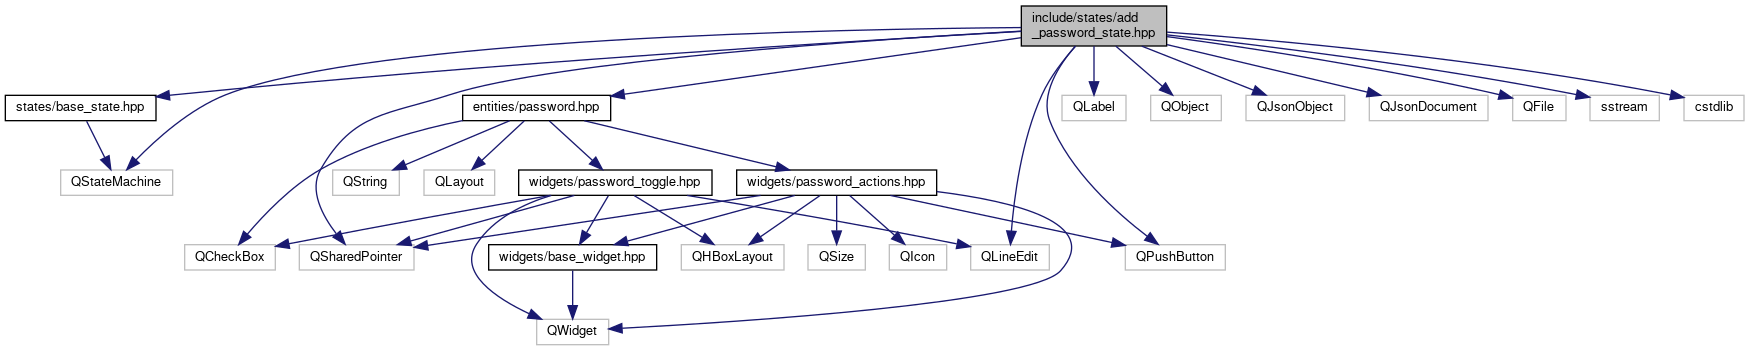 include/states/add
_password_state.hpp
states/base_state.hpp
entities/password.hpp
QLabel
QObject
QJsonObject
QJsonDocument
QFile
sstream
cstdlib
QStateMachine
QString
QLayout
widgets/password_toggle.hpp
widgets/password_actions.hpp
QCheckBox
QSharedPointer
widgets/base_widget.hpp
QHBoxLayout
QSize
QIcon
QLineEdit
QPushButton
QWidget